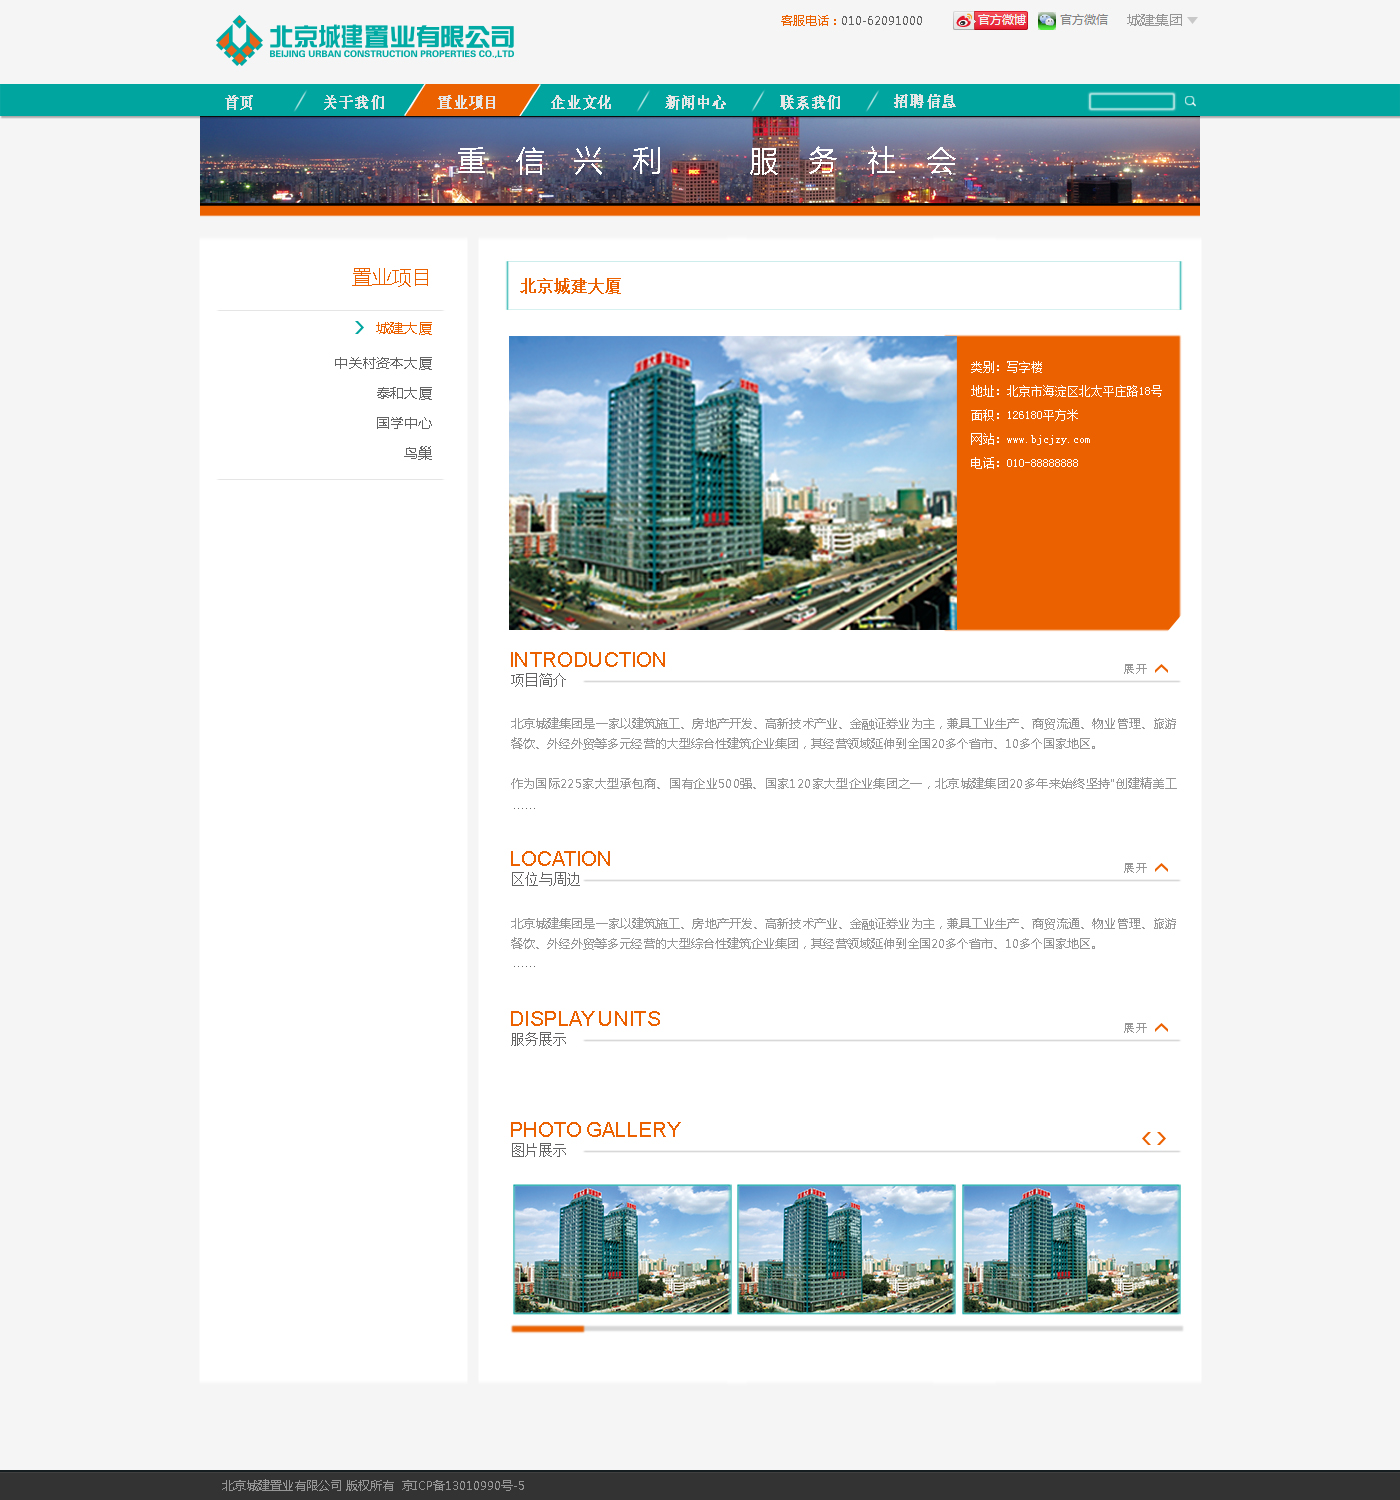 北京城建置业有限公司
BEIJING URBAN CONSTRUCTION PROPERTIES CO.,LTD
客服电话：010-62091000
官方微博
官方微信
城建集团
首页
关于我们
置业项目
企业文化
新闻中心
联系我们
招聘信息
重信兴利 服务社会
置业项目
城建大厦
中关村资本大厦
泰和大厦
国学中心
鸟巢
北京城建大厦
类别：写字楼
地址：北京市海淀区北太平庄路18号
面积：126180平方米
网站：www.bjcjzy.com
电话：010-88888888
INTRODUCTION
项目简介
展开
北京城建集团是一家以建筑施工、房地产开发、高新技术产业、金融证券业为主，兼具工业生产、商贸流通、物业管理、旅游
餐饮、外经外贸等多元经营的大型综合性建筑企业集团，其经营领域延伸到全国20多个省市、10多个国家地区。
作为国际225家大型承包商、国有企业500强、国家120家大型企业集团之一，北京城建集团20多年来始终坚持“创建精美工
……
LOCATION
区位与周边
展开
北京城建集团是一家以建筑施工、房地产开发、高新技术产业、金融证券业为主，兼具工业生产、商贸流通、物业管理、旅游
餐饮、外经外贸等多元经营的大型综合性建筑企业集团，其经营领域延伸到全国20多个省市、10多个国家地区。
……
DISPLAY UNITS
服务展示
展开
PHOTO GALLERY
图片展示
北京城建置业有限公司 版权所有 京ICP备13010990号-5